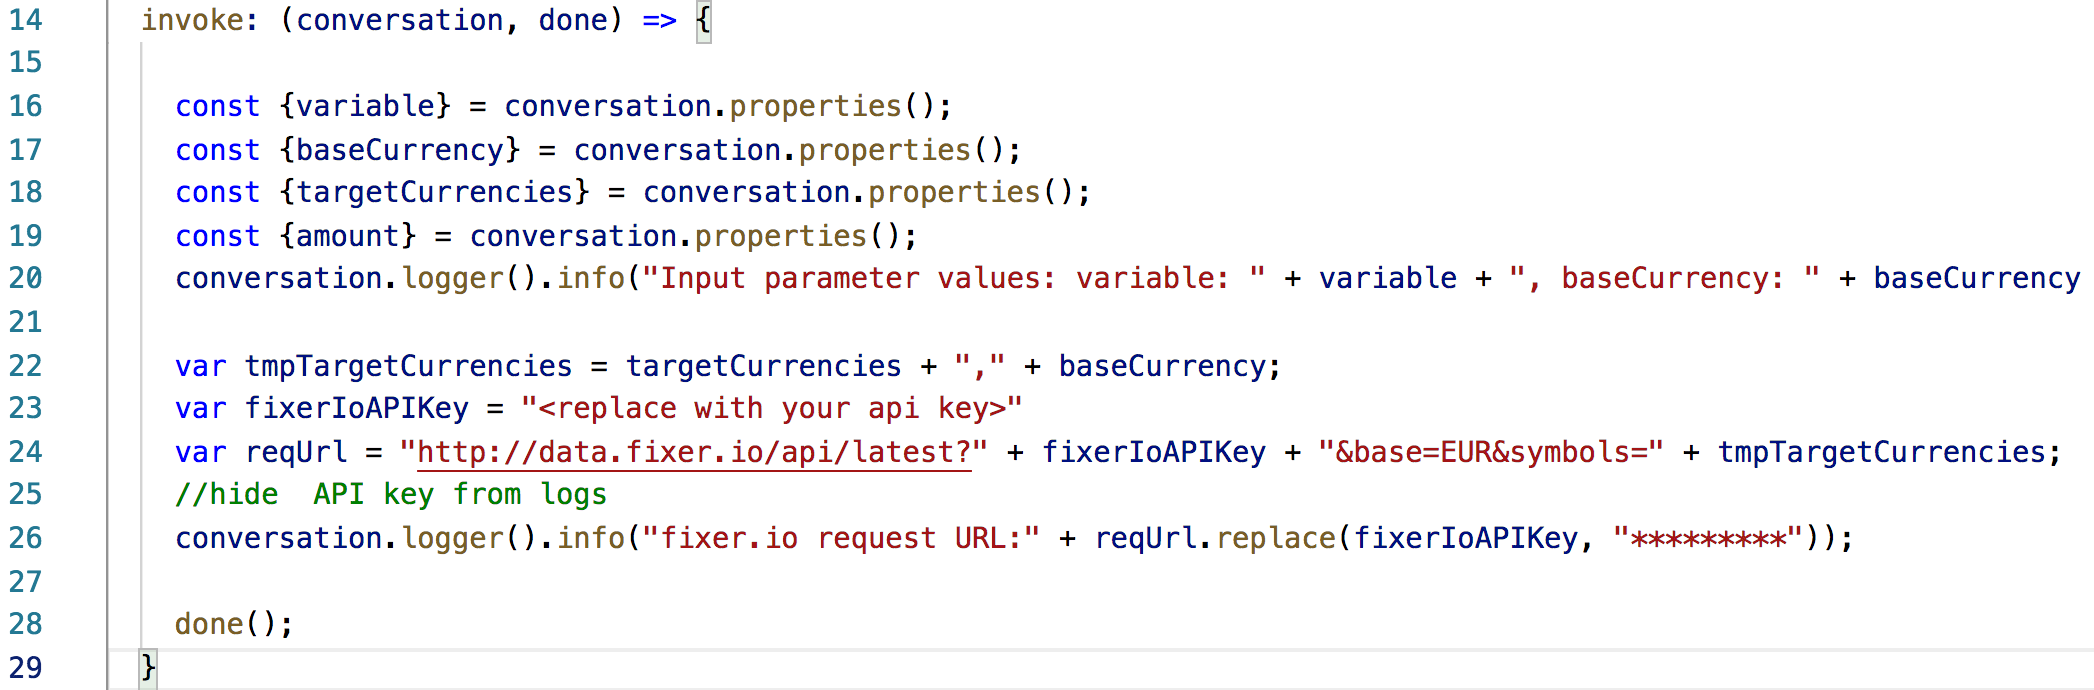 14 invoke: (conversation, done) => {
15
16 const {variable} = conversation.properties();
17 const {baseCurrency} = conversation.properties();
18 const {targetCurrencies} = conversation.properties();
19 const {amount} = conversation.properties();
20 conversation.logger().info("Input parameter values: variable: " + variable + ", baseCurrency: " + baseCurrency
21
22 var tmpTargetCurrencies = targetCurrencies + "," + baseCurrency;
23 var fixerIoAPIKey = "<replace with your api key>"
24 var reqUrl = "http://data.fixer.io/api/latest?" + fixerIoAPIKey + "&base=EUR&symbols=" + tmpTargetCurrencies;
25 //hide  API key from logs
26 conversation.logger().info("fixer.io request URL:" + reqUrl.replace(fixerIoAPIKey, "*********"));
27
28 done();
29 }